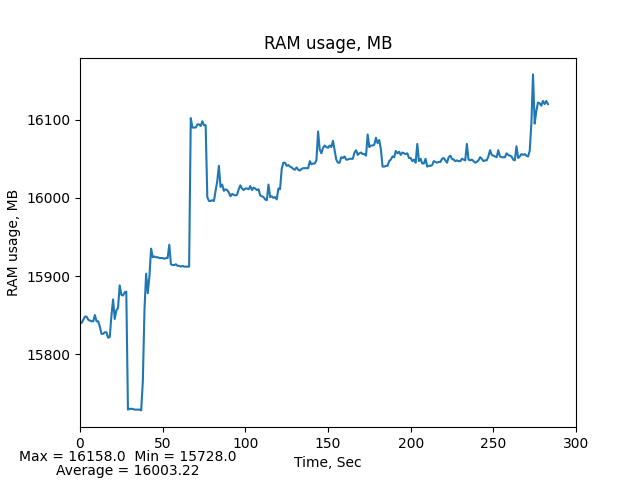 RAM usage, MB
RAM usage, MB
16100
16000
15900
15800
0 50 100 150 200 250 300
Time, Sec
Max = 16158.0 Min = 15728.0
Average = 16003.22